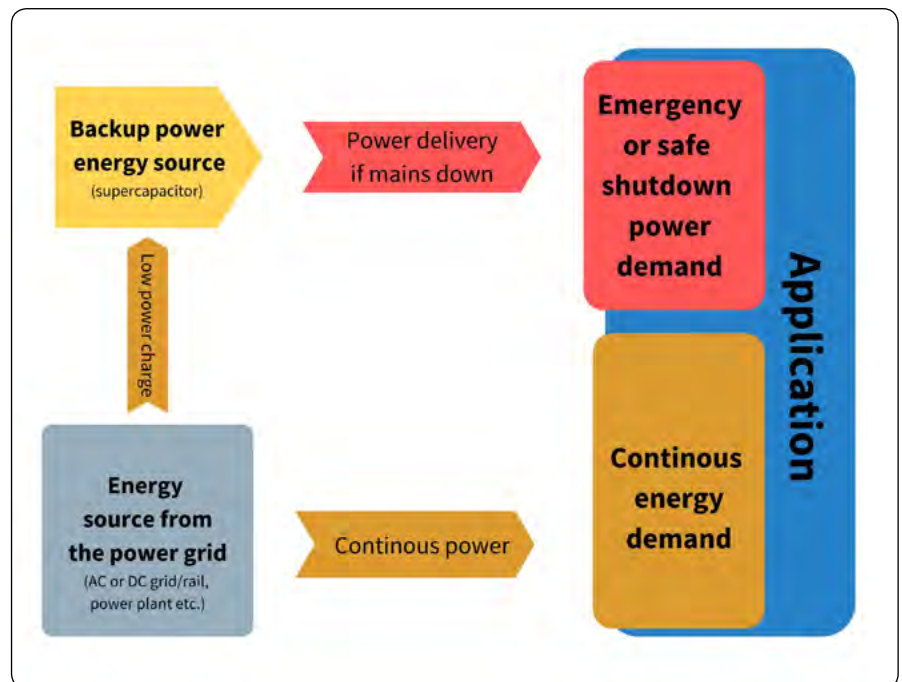 Backup power
energy source
(supercapacitor)
Power delivery
if mains down
Emergency
or safe
shutdown
power
demand
Application
Low power charge
Energy
source from
the power grid
(AC or DC grid/rail,
power plant etc.)
Continous power
Continous
energy
demand